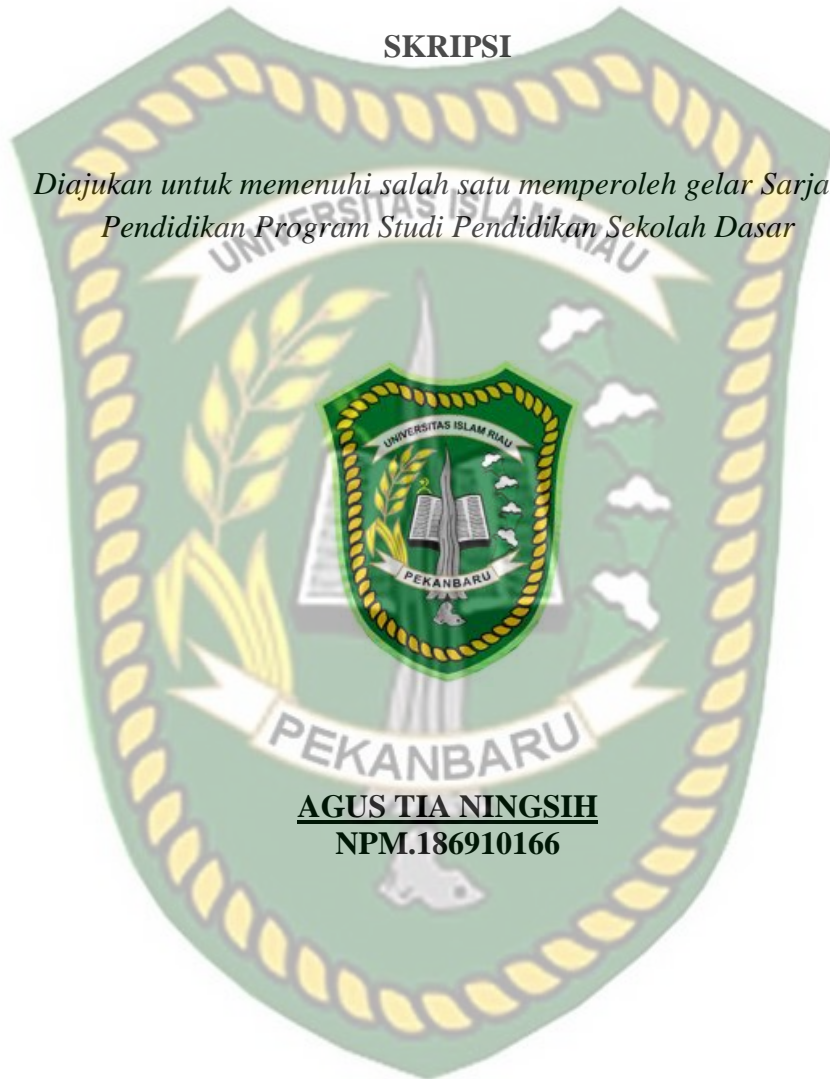 SKRIPSI
Diajukan untuk memenuhi salah satu memperoleh gelar Sarja
Pendidikan Program Studi Pendidikan Sekolah Dasar
UNIVERSITAS ISLAM RIAU
UNIVERSITAS ISLAM RIAU
PEKANBARU
PEKANBARU
AGUS TIA NINGSIH
NPM.186910166